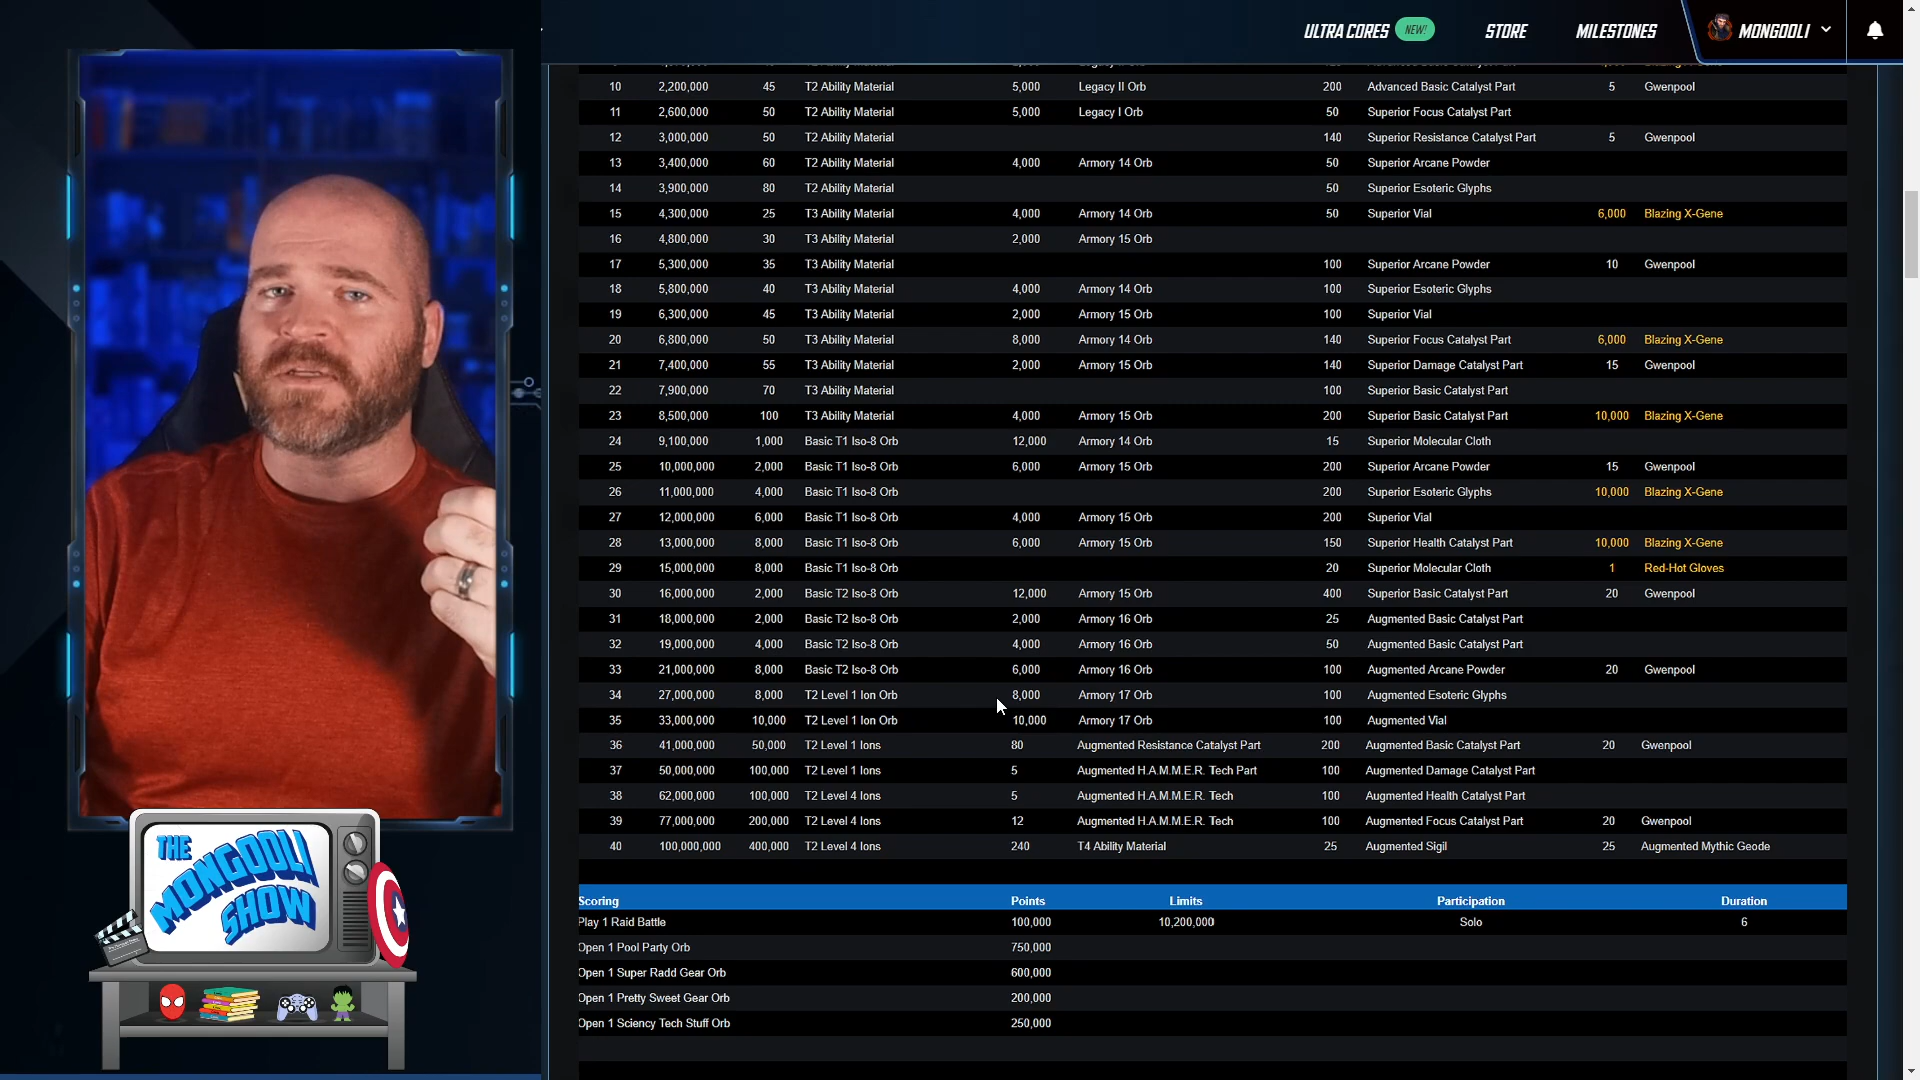 ULTRA CORES NEW! STORE MILESTONES MONGOOLI
10 2,200,000 45 T2 Ability Material 5,000 Legacy II Orb 200 Advanced Basic Catalyst Part 5 Gwenpool
11 2,600,000 50 T2 Ability Material 5,000 Legacy I Orb 50 Superior Focus Catalyst Part
12 3,000,000 50 T2 Ability Material 140 Superior Resistance Catalyst Part 5 Gwenpool
13 3,400,000 60 T2 Ability Material 4,000 Armory 14 Orb 50 Superior Arcane Powder
14 3,900,000 80 T2 Ability Material 50 Superior Esoteric Glyphs
15 4,300,000 25 T3 Ability Material 4,000 Armory 14 Orb 50 Superior Vial 6,000 Blazing X-Gene
16 4,800,000 30 T3 Ability Material 2,000 Armory 15 Orb
17 5,300,000 35 T3 Ability Material 100 Superior Arcane Powder 10 Gwenpool
18 5,800,000 40 T3 Ability Material 4,000 Armory 14 Orb 100 Superior Esoteric Glyphs
19 6,300,000 45 T3 Ability Material 2,000 Armory 15 Orb 100 Superior Vial
20 6,800,000 50 T3 Ability Material 8,000 Armory 14 Orb 140 Superior Focus Catalyst Part 6,000 Blazing X-Gene
21 7,400,000 55 T3 Ability Material 2,000 Armory 15 Orb 140 Superior Damage Catalyst Part 15 Gwenpool
22 7,900,000 70 T3 Ability Material 100 Superior Basic Catalyst Part
23 8,500,000 100 T3 Ability Material 4,000 Armory 15 Orb 200 Superior Basic Catalyst Part 10,000 Blazing X-Gene
24 9,100,000 1,000 Basic T1 Iso-8 Orb 12,000 Armory 14 Orb 15 Superior Molecular Cloth
25 10,000,000 2,000 Basic T1 Iso-8 Orb 6,000 Armory 15 Orb 200 Superior Arcane Powder 15 Gwenpool
26 11,000,000 4,000 Basic T1 Iso-8 Orb 200 Superior Esoteric Glyphs 10,000 Blazing X-Gene
27 12,000,000 6,000 Basic T1 Iso-8 Orb 4,000 Armory 15 Orb 200 Superior Vial
28 13,000,000 8,000 Basic T1 Iso-8 Orb 6,000 Armory 15 Orb 150 Superior Health Catalyst Part 10,000 Blazing X-Gene
29 15,000,000 8,000 Basic T1 Iso-8 Orb 20 Superior Molecular Cloth 1 Red-Hot Gloves
30 16,000,000 2,000 Basic T2 Iso-8 Orb 12,000 Armory 15 Orb 400 Superior Basic Catalyst Part 20 Gwenpool
31 18,000,000 2,000 Basic T2 Iso-8 Orb 2,000 Armory 16 Orb 25 Augmented Basic Catalyst Part
32 19,000,000 4,000 Basic T2 Iso-8 Orb 4,000 Armory 16 Orb 50 Augmented Basic Catalyst Part
33 21,000,000 8,000 Basic T2 Iso-8 Orb 6,000 Armory 16 Orb 100 Augmented Arcane Powder 20 Gwenpool
34 27,000,000 8,000 T2 Level 1 Ion Orb 8,000 Armory 17 Orb 100 Augmented Esoteric Glyphs
35 33,000,000 10,000 T2 Level 1 Ion Orb 10,000 Armory 17 Orb 100 Augmented Vial
36 41,000,000 50,000 T2 Level 1 Ions 80 Augmented Resistance Catalyst Part 200 Augmented Basic Catalyst Part 20 Gwenpool
37 50,000,000 100,000 T2 Level 1 Ions 5 Augmented H.A.M.M.E.R. Tech Part 100 Augmented Damage Catalyst Part
38 62,000,000 100,000 T2 Level 4 Ions 5 Augmented H.A.M.M.E.R. Tech 100 Augmented Health Catalyst Part
39 77,000,000 200,000 T2 Level 4 Ions 12 Augmented H.A.M.M.E.R. Tech 100 Augmented Focus Catalyst Part 20 Gwenpool
40 100,000,000 400,000 T2 Level 4 Ions 240 T4 Ability Material 25 Augmented Sigil 25 Augmented Mythic Geode
Scoring Points Limits Participation Duration
Play 1 Raid Battle 100,000 10,200,000 Solo 6
Open 1 Pool Party Orb 750,000
Open 1 Super Radd Gear Orb 600,000
Open 1 Pretty Sweet Gear Orb 200,000
Open 1 Sciency Tech Stuff Orb 250,000
THE
MONGOOLI
SHOW